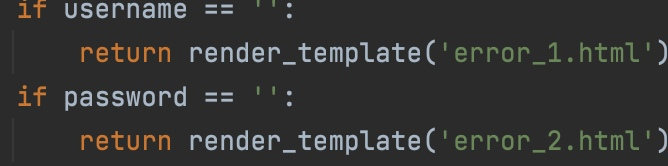 if username == '':
    return render_template('error_1.html')
if password == '':
    return render_template('error_2.html')